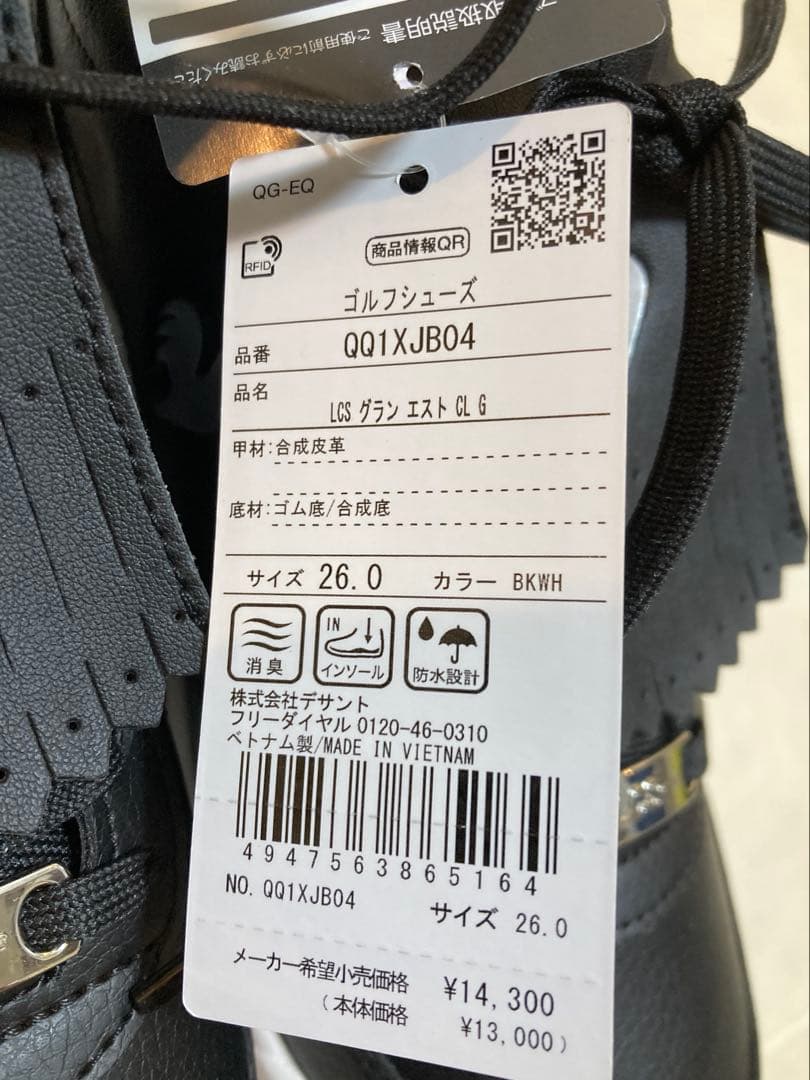 取扱説明書
ご使用前に必ずお読みくださ
QG-EQ
RFID
商品情報QR
ゴルフシューズ
品番 QQ1XJB04
品名
LCS グラン エスト CL G
甲材:合成皮革
底材:ゴム底/合成底
サイズ 26.0 カラー BKWH
消臭
IN
インソール
防水設計
株式会社デサント
フリーダイヤル 0120-46-0310
ベトナム製/MADE IN VIETNAM
4947563865164
NO. QQ1XJB04
サイズ 26.0
メーカー希望小売価格 ¥14,300
(本体価格 ¥13,000)